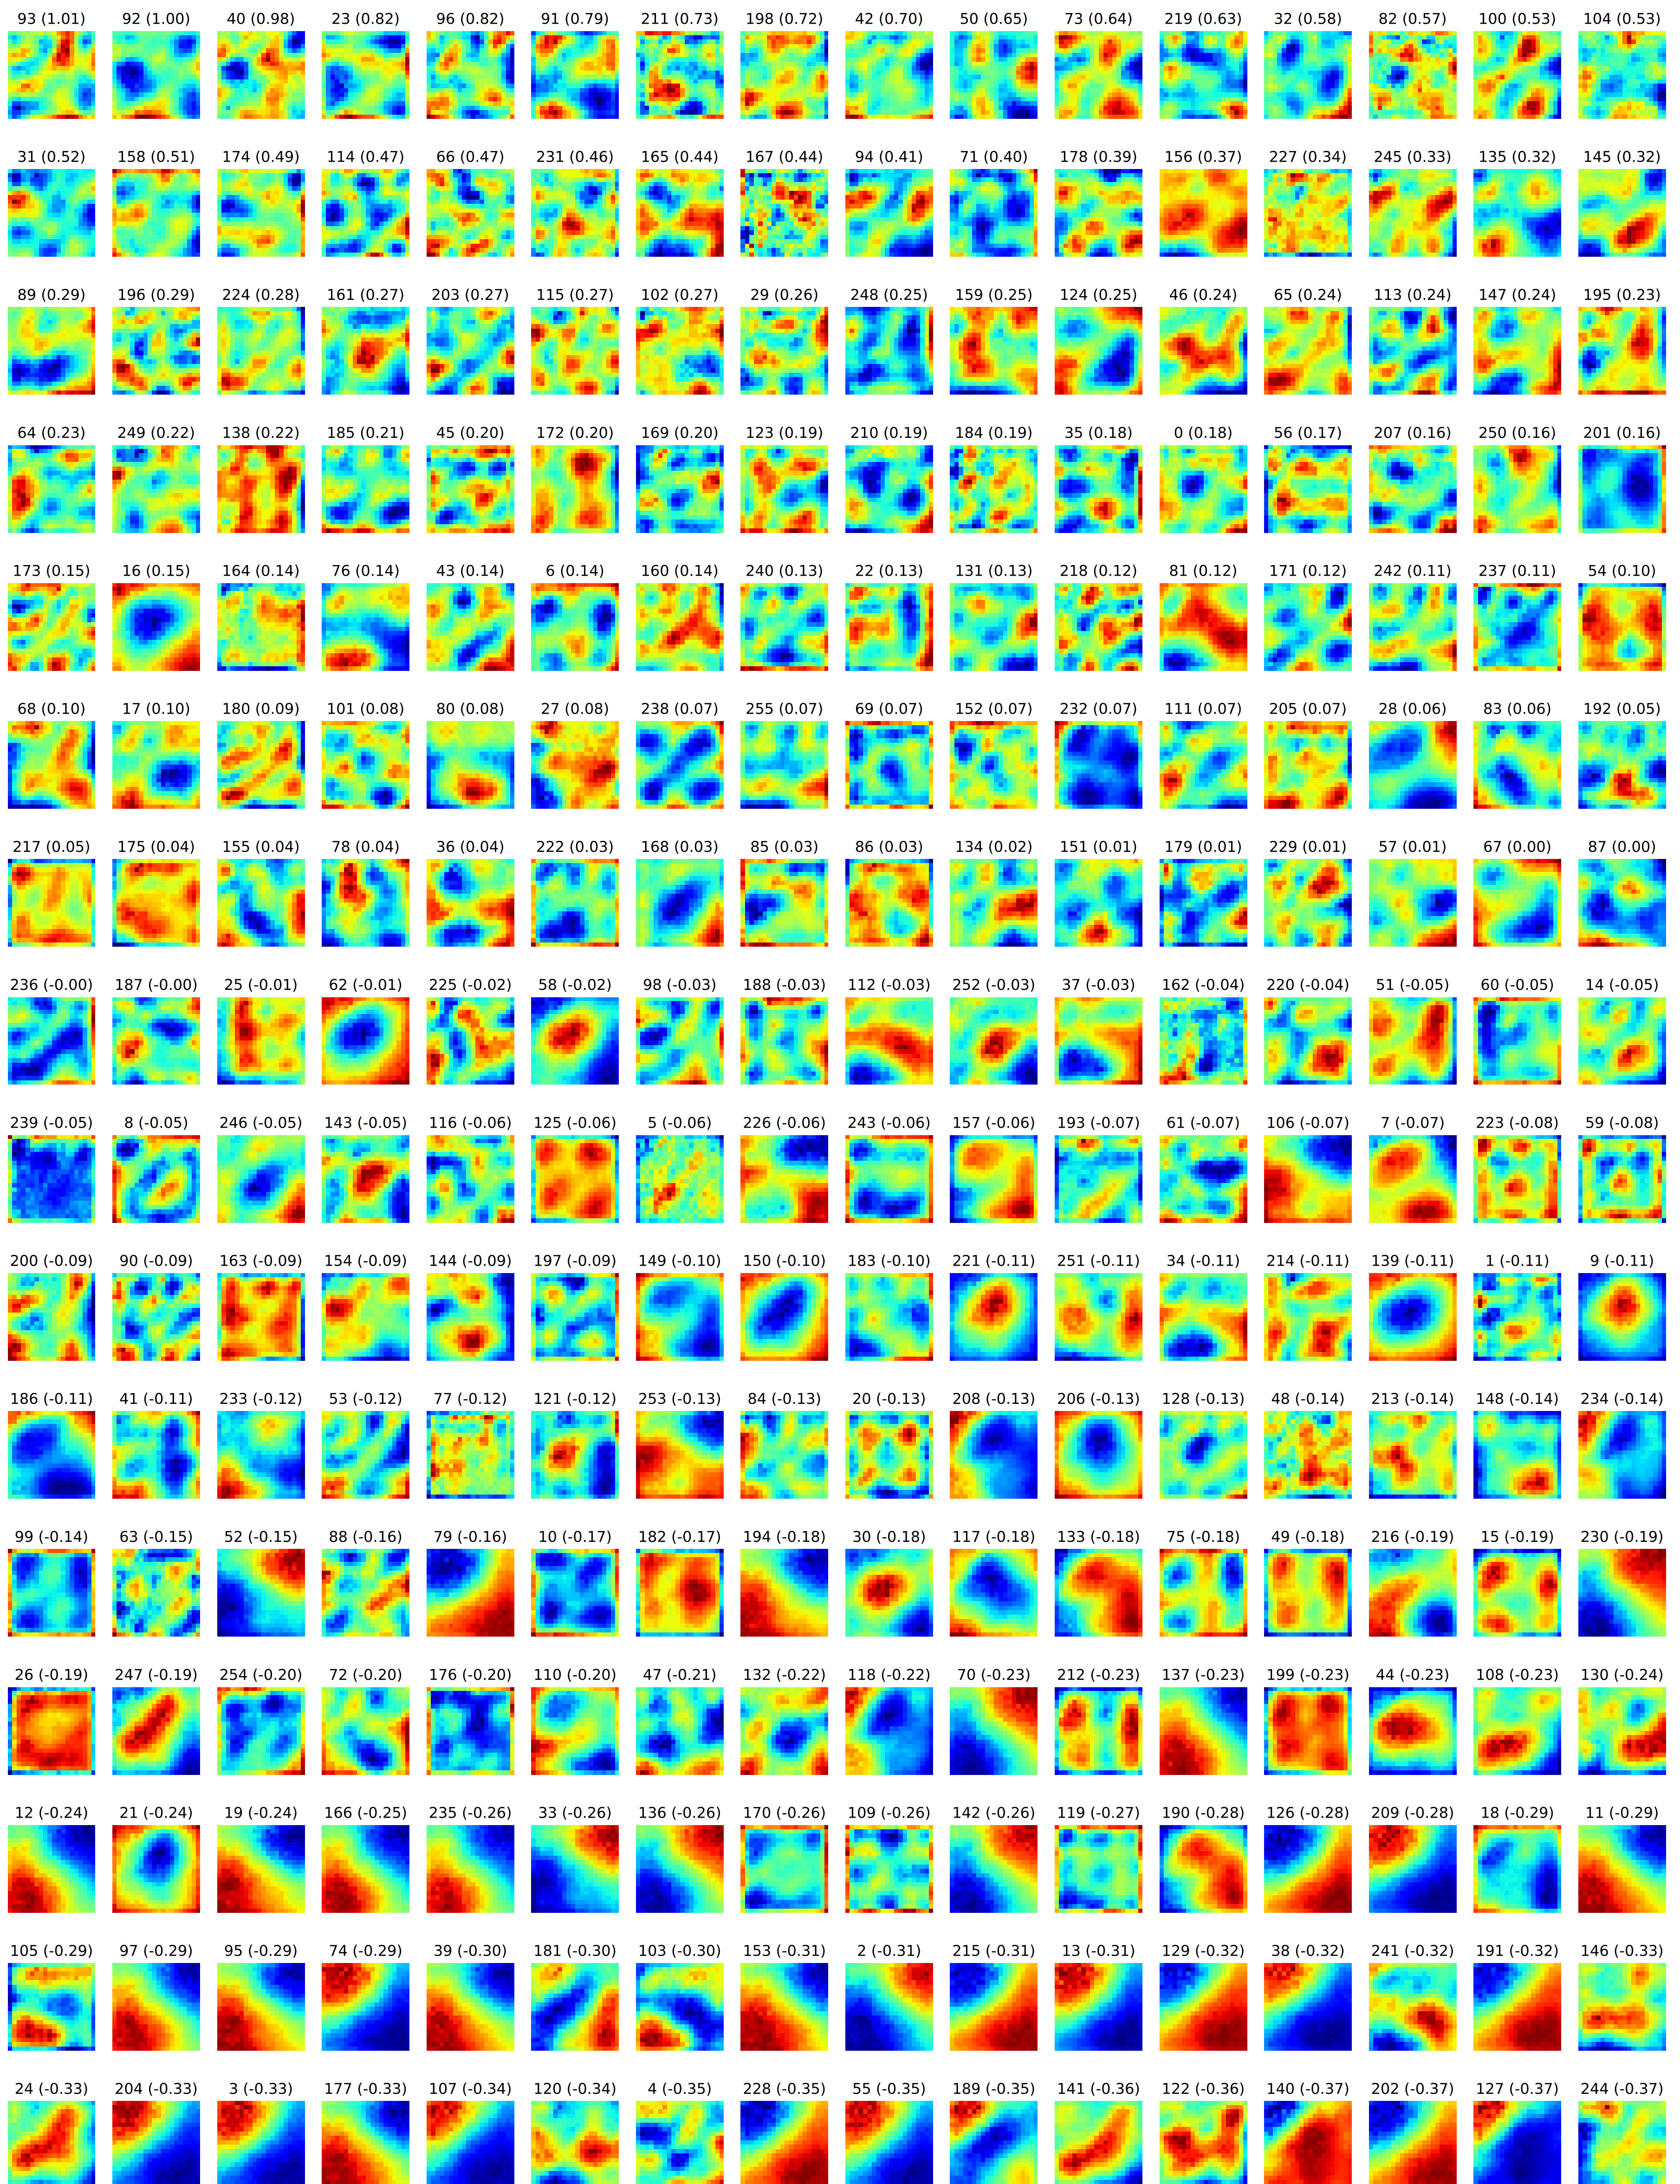 93 (1.01) 92 (1.00) 40 (0.98) 23 (0.82) 96 (0.82) 91 (0.79) 211 (0.73) 198 (0.72) 42 (0.70) 50 (0.65) 73 (0.64) 219 (0.63) 32 (0.58) 82 (0.57) 100 (0.53) 104 (0.53)
31 (0.52) 158 (0.51) 174 (0.49) 114 (0.47) 66 (0.47) 231 (0.46) 165 (0.44) 167 (0.44) 94 (0.41) 71 (0.40) 178 (0.39) 156 (0.37) 227 (0.34) 245 (0.33) 135 (0.32) 145 (0.32)
89 (0.29) 196 (0.29) 224 (0.28) 161 (0.27) 203 (0.27) 115 (0.27) 102 (0.27) 29 (0.26) 248 (0.25) 159 (0.25) 124 (0.25) 46 (0.24) 65 (0.24) 113 (0.24) 147 (0.24) 195 (0.23)
64 (0.23) 249 (0.22) 138 (0.22) 185 (0.21) 45 (0.20) 172 (0.20) 169 (0.20) 123 (0.19) 210 (0.19) 184 (0.19) 35 (0.18) 0 (0.18) 56 (0.17) 207 (0.16) 250 (0.16) 201 (0.16)
173 (0.15) 16 (0.15) 164 (0.14) 76 (0.14) 43 (0.14) 6 (0.14) 160 (0.14) 240 (0.13) 22 (0.13) 131 (0.13) 218 (0.12) 81 (0.12) 171 (0.12) 242 (0.11) 237 (0.11) 54 (0.10)
68 (0.10) 17 (0.10) 180 (0.09) 101 (0.08) 80 (0.08) 27 (0.08) 238 (0.07) 255 (0.07) 69 (0.07) 152 (0.07) 232 (0.07) 111 (0.07) 205 (0.07) 28 (0.06) 83 (0.06) 192 (0.05)
217 (0.05) 175 (0.04) 155 (0.04) 78 (0.04) 36 (0.04) 222 (0.03) 168 (0.03) 85 (0.03) 86 (0.03) 134 (0.02) 151 (0.01) 179 (0.01) 229 (0.01) 57 (0.01) 67 (0.00) 87 (0.00)
236 (-0.00) 187 (-0.00) 25 (-0.01) 62 (-0.01) 225 (-0.02) 58 (-0.02) 98 (-0.03) 188 (-0.03) 112 (-0.03) 252 (-0.03) 37 (-0.03) 162 (-0.04) 220 (-0.04) 51 (-0.05) 60 (-0.05) 14 (-0.05)
239 (-0.05) 8 (-0.05) 246 (-0.05) 143 (-0.05) 116 (-0.06) 125 (-0.06) 5 (-0.06) 226 (-0.06) 243 (-0.06) 157 (-0.06) 193 (-0.07) 61 (-0.07) 106 (-0.07) 7 (-0.07) 223 (-0.08) 59 (-0.08)
200 (-0.09) 90 (-0.09) 163 (-0.09) 154 (-0.09) 144 (-0.09) 197 (-0.09) 149 (-0.10) 150 (-0.10) 183 (-0.10) 221 (-0.11) 251 (-0.11) 34 (-0.11) 214 (-0.11) 139 (-0.11) 1 (-0.11) 9 (-0.11)
186 (-0.11) 41 (-0.11) 233 (-0.12) 53 (-0.12) 77 (-0.12) 121 (-0.12) 253 (-0.13) 84 (-0.13) 20 (-0.13) 208 (-0.13) 206 (-0.13) 128 (-0.13) 48 (-0.14) 213 (-0.14) 148 (-0.14) 234 (-0.14)
99 (-0.14) 63 (-0.15) 52 (-0.15) 88 (-0.16) 79 (-0.16) 10 (-0.17) 182 (-0.17) 194 (-0.18) 30 (-0.18) 117 (-0.18) 133 (-0.18) 75 (-0.18) 49 (-0.18) 216 (-0.19) 15 (-0.19) 230 (-0.19)
26 (-0.19) 247 (-0.19) 254 (-0.20) 72 (-0.20) 176 (-0.20) 110 (-0.20) 47 (-0.21) 132 (-0.22) 118 (-0.22) 70 (-0.23) 212 (-0.23) 137 (-0.23) 199 (-0.23) 44 (-0.23) 108 (-0.23) 130 (-0.24)
12 (-0.24) 21 (-0.24) 19 (-0.24) 166 (-0.25) 235 (-0.26) 33 (-0.26) 136 (-0.26) 170 (-0.26) 109 (-0.26) 142 (-0.26) 119 (-0.27) 190 (-0.28) 126 (-0.28) 209 (-0.28) 18 (-0.29) 11 (-0.29)
105 (-0.29) 97 (-0.29) 95 (-0.29) 74 (-0.29) 39 (-0.30) 181 (-0.30) 103 (-0.30) 153 (-0.31) 2 (-0.31) 215 (-0.31) 13 (-0.31) 129 (-0.32) 38 (-0.32) 241 (-0.32) 191 (-0.32) 146 (-0.33)
24 (-0.33) 204 (-0.33) 3 (-0.33) 177 (-0.33) 107 (-0.34) 120 (-0.34) 4 (-0.35) 228 (-0.35) 55 (-0.35) 189 (-0.35) 141 (-0.36) 122 (-0.36) 140 (-0.37) 202 (-0.37) 127 (-0.37) 244 (-0.37)